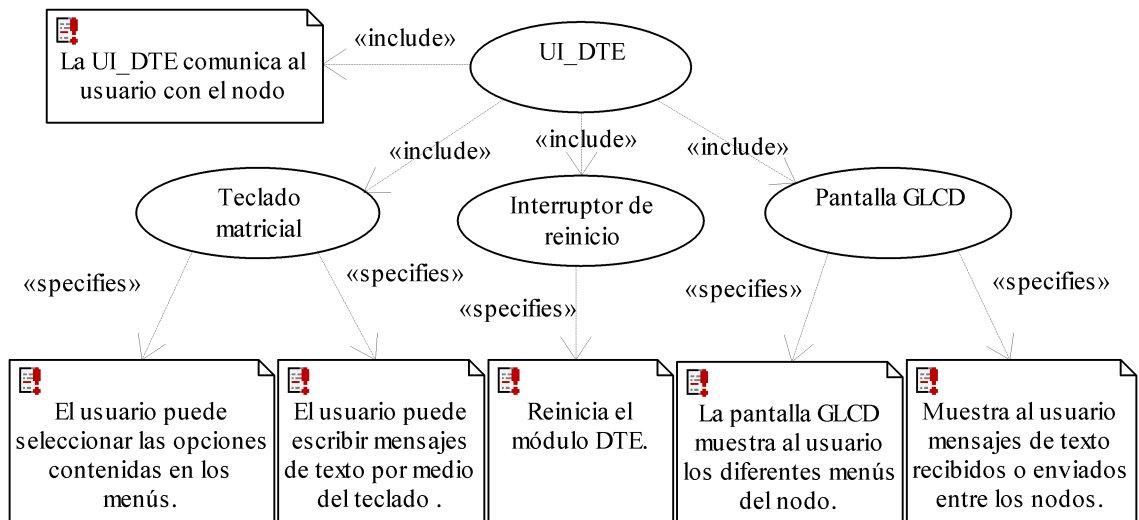 La UI_DTE comunica al
usuario con el nodo
«include»
UI_DTE
«include»
«include»
«include»
Teclado
matricial
Interruptor de
reinicio
Pantalla GLCD
«specifies»
«specifies»
«specifies»
«specifies»
«specifies»
El usuario puede
seleccionar las opciones
contenidas en los
menús.
El usuario puede
escribir mensajes
de texto por medio
del teclado .
Reinicia el
módulo DTE.
La pantalla GLCD
muestra al usuario
los diferentes menús
del nodo.
Muestra al usuario
mensajes de texto
recibidos o enviados
entre los nodos.